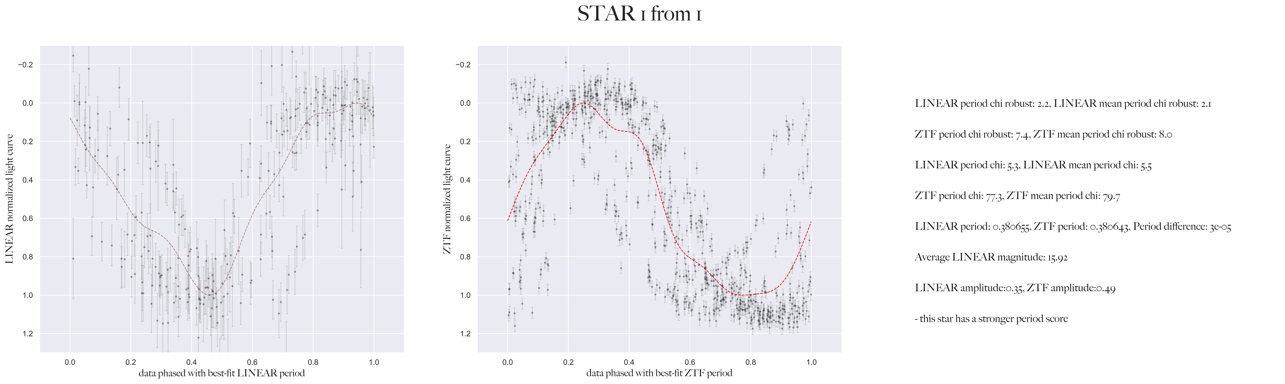 STAR 1 from 1
−0.2
0.0
0.2
0.4
0.6
0.8
1.0
1.2
LINEAR normalized light curve
0.0 0.2 0.4 0.6 0.8 1.0
data phased with best-fit LINEAR period
−0.2
0.0
0.2
0.4
0.6
0.8
1.0
1.2
ZTF normalized light curve
0.0 0.2 0.4 0.6 0.8 1.0
data phased with best-fit ZTF period
LINEAR period chi robust: 2.2, LINEAR mean period chi robust: 2.1
ZTF period chi robust: 7.4, ZTF mean period chi robust: 8.0
LINEAR period chi: 5.3, LINEAR mean period chi: 5.5
ZTF period chi: 77.3, ZTF mean period chi: 79.7
LINEAR period: 0.380655, ZTF period: 0.380643, Period difference: 3e-05
Average LINEAR magnitude: 15.92
LINEAR amplitude:0.35, ZTF amplitude:0.49
- this star has a stronger period score